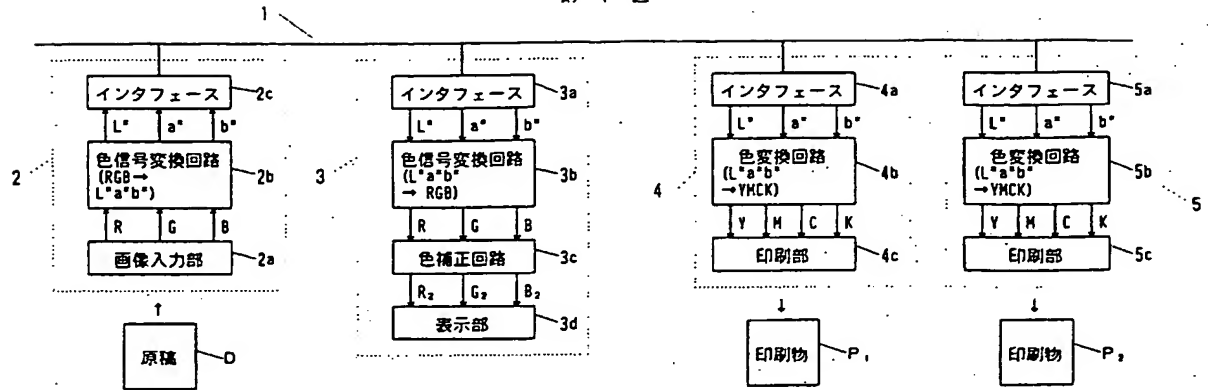 1
インタフェース 2c
L* a* b*
色信号変換回路
(RGB→
L*a*b*)
2b
2
R G B
画像入力部 2a
原稿 D
インタフェース 3a
L* a* b*
色信号変換回路
(L*a*b*
→ RGB)
3b
3
R G B
色補正回路 3c
R₂ G₂ B₂
表示部 3d
インタフェース 4a
L* a* b*
色変換回路
(L*a*b*
→YMCK)
4b
4
Y M C K
印刷部 4c
印刷物 P₁
インタフェース 5a
L* a* b*
色変換回路
(L*a*b*
→YMCK)
5b
5
Y M C K
印刷部 5c
印刷物 P₂